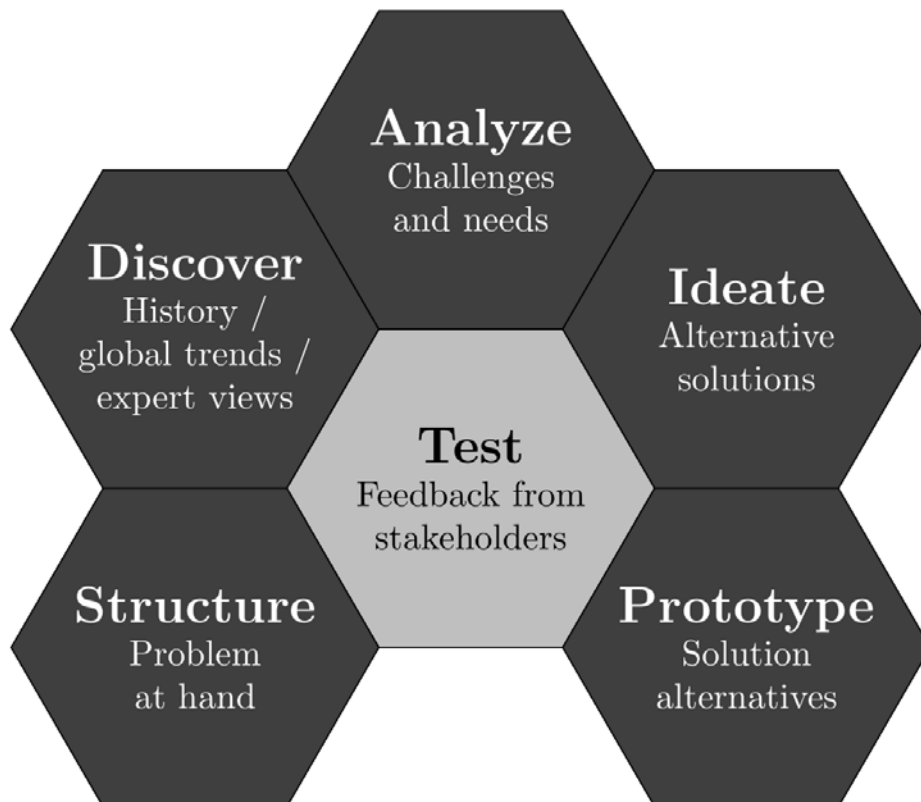 Analyze
Challenges
and needs
Discover
History /
global trends /
expert views
Ideate
Alternative
solutions
Test
Feedback from
stakeholders
Structure
Problem
at hand
Prototype
Solution
alternatives